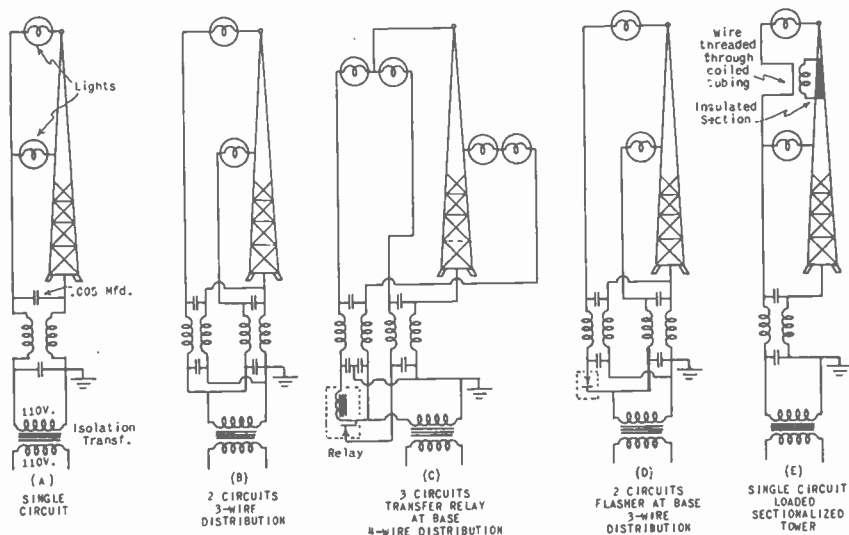 Lights
.005 Mfd.
110V.
110V.
Isolation
Transf.
(A)
SINGLE
CIRCUIT
(B)
2 CIRCUITS
3-WIRE
DISTRIBUTION
Relay
(C)
3 CIRCUITS
TRANSFER RELAY
AT BASE
4-WIRE DISTRIBUTION
(D)
2 CIRCUITS
FLASHER AT BASE
3-WIRE
DISTRIBUTION
Wire
threaded
through
coiled
tubing
Insulated
Section
(E)
SINGLE CIRCUIT
LOADED
SECTIONALIZED
TOWER